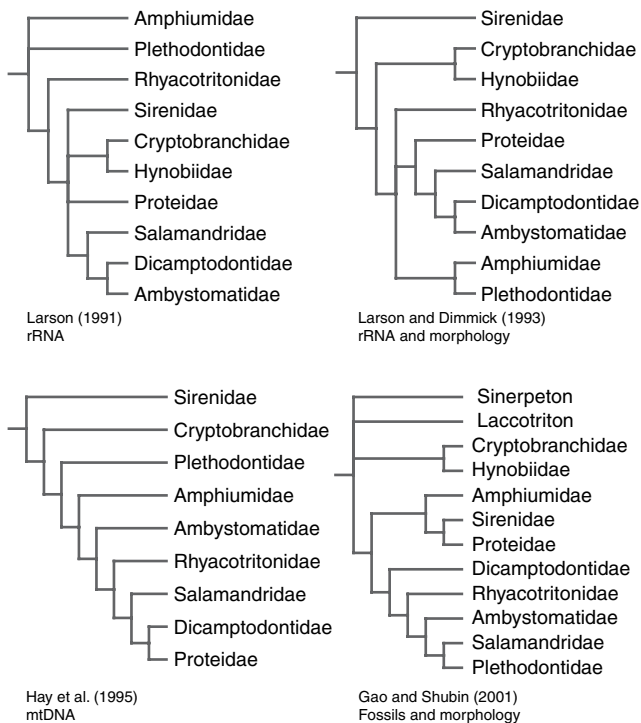 Amphiumidae
Plethodontidae
Rhyacotritonidae
Sirenidae
Cryptobranchidae
Hynobiidae
Proteidae
Salamandridae
Dicamptodontidae
Ambystomatidae
Larson (1991)
rRNA
Sirenidae
Cryptobranchidae
Hynobiidae
Rhyacotritonidae
Proteidae
Salamandridae
Dicamptodontidae
Ambystomatidae
Amphiumidae
Plethodontidae
Larson and Dimmick (1993)
rRNA and morphology
Sirenidae
Cryptobranchidae
Plethodontidae
Amphiumidae
Ambystomatidae
Rhyacotritonidae
Salamandridae
Dicamptodontidae
Proteidae
Hay et al. (1995)
mtDNA
Sinerpeton
Laccotriton
Cryptobranchidae
Hynobiidae
Amphiumidae
Sirenidae
Proteidae
Dicamptodontidae
Rhyacotritonidae
Ambystomatidae
Salamandridae
Plethodontidae
Gao and Shubin (2001)
Fossils and morphology